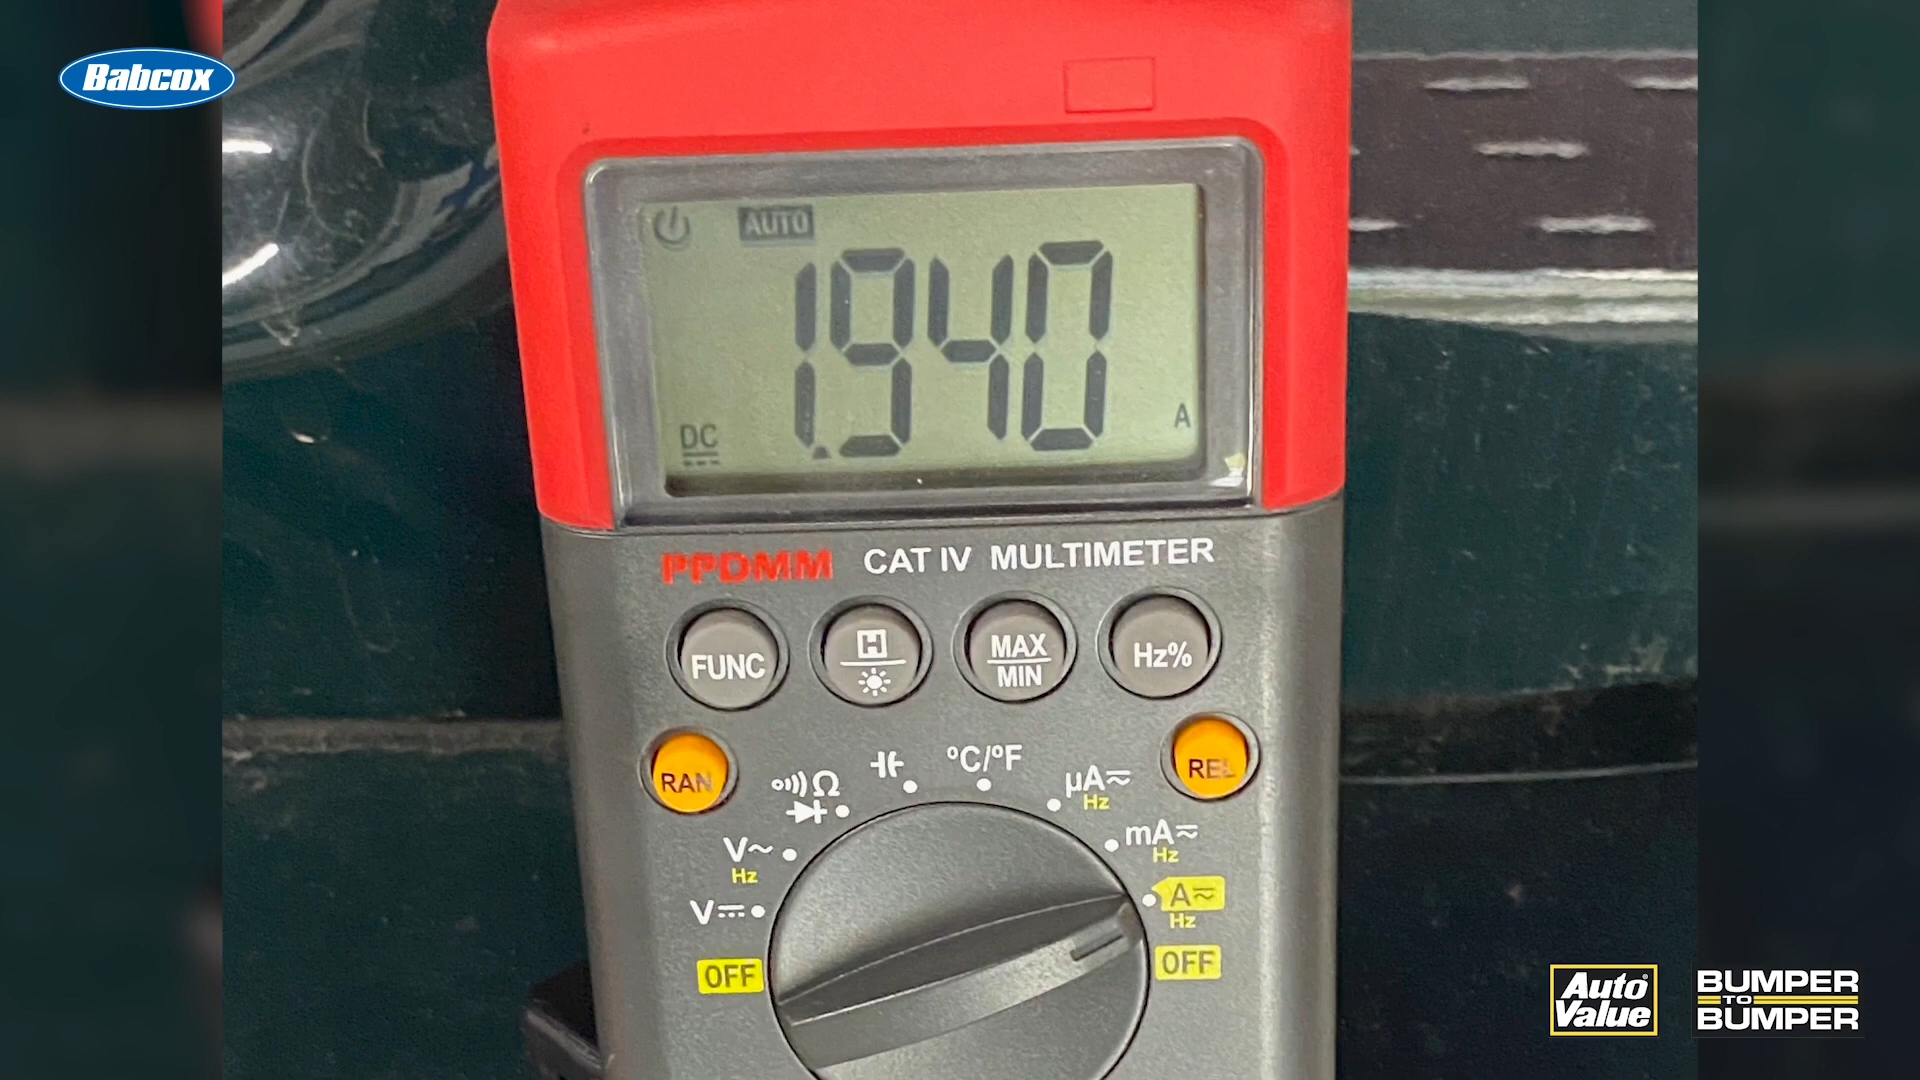 Babcox
AUTO
1.940
DC
A
PPDMM CAT IV MULTIMETER
FUNC
H
MAX
MIN
Hz%
RAN
REL
Ω
°C/°F
µA
Hz
mA
Hz
V~
Hz
A
Hz
V
OFF
OFF
Auto
Value
BUMPER
TO
BUMPER